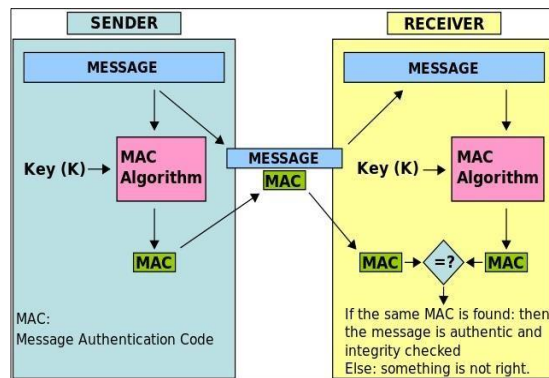 SENDER
RECEIVER
MESSAGE
MESSAGE
MESSAGE
MAC
Key (K)
MAC
Algorithm
Key (K)
MAC
Algorithm
MAC
MAC
=?
MAC
MAC:
Message Authentication Code
If the same MAC is found: then
the message is authentic and
integrity checked
Else: something is not right.